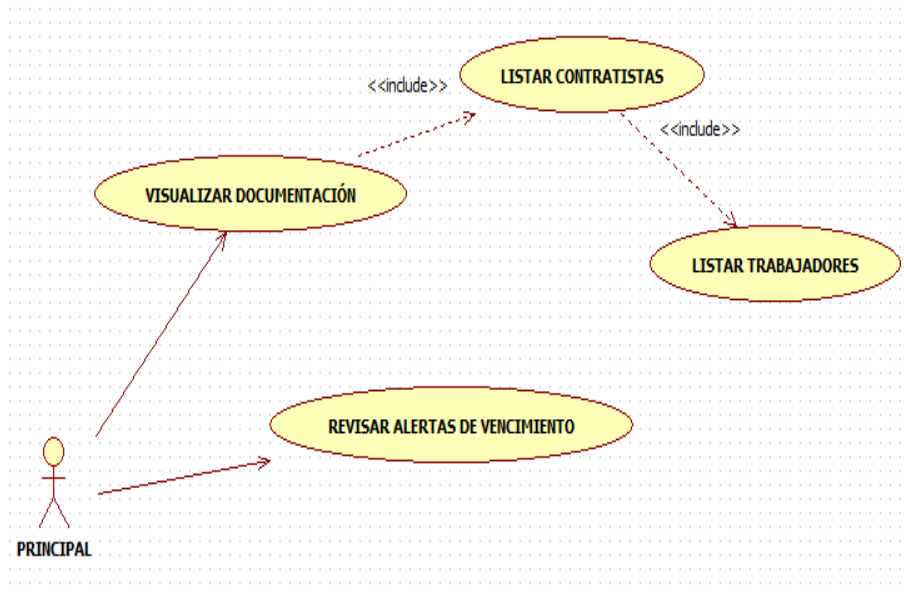 LISTAR CONTRATISTAS
<<include>>
<<include>>
VISUALIZAR DOCUMENTACIÓN
LISTAR TRABAJADORES
REVISAR ALERTAS DE VENCIMIENTO
PRINCIPAL